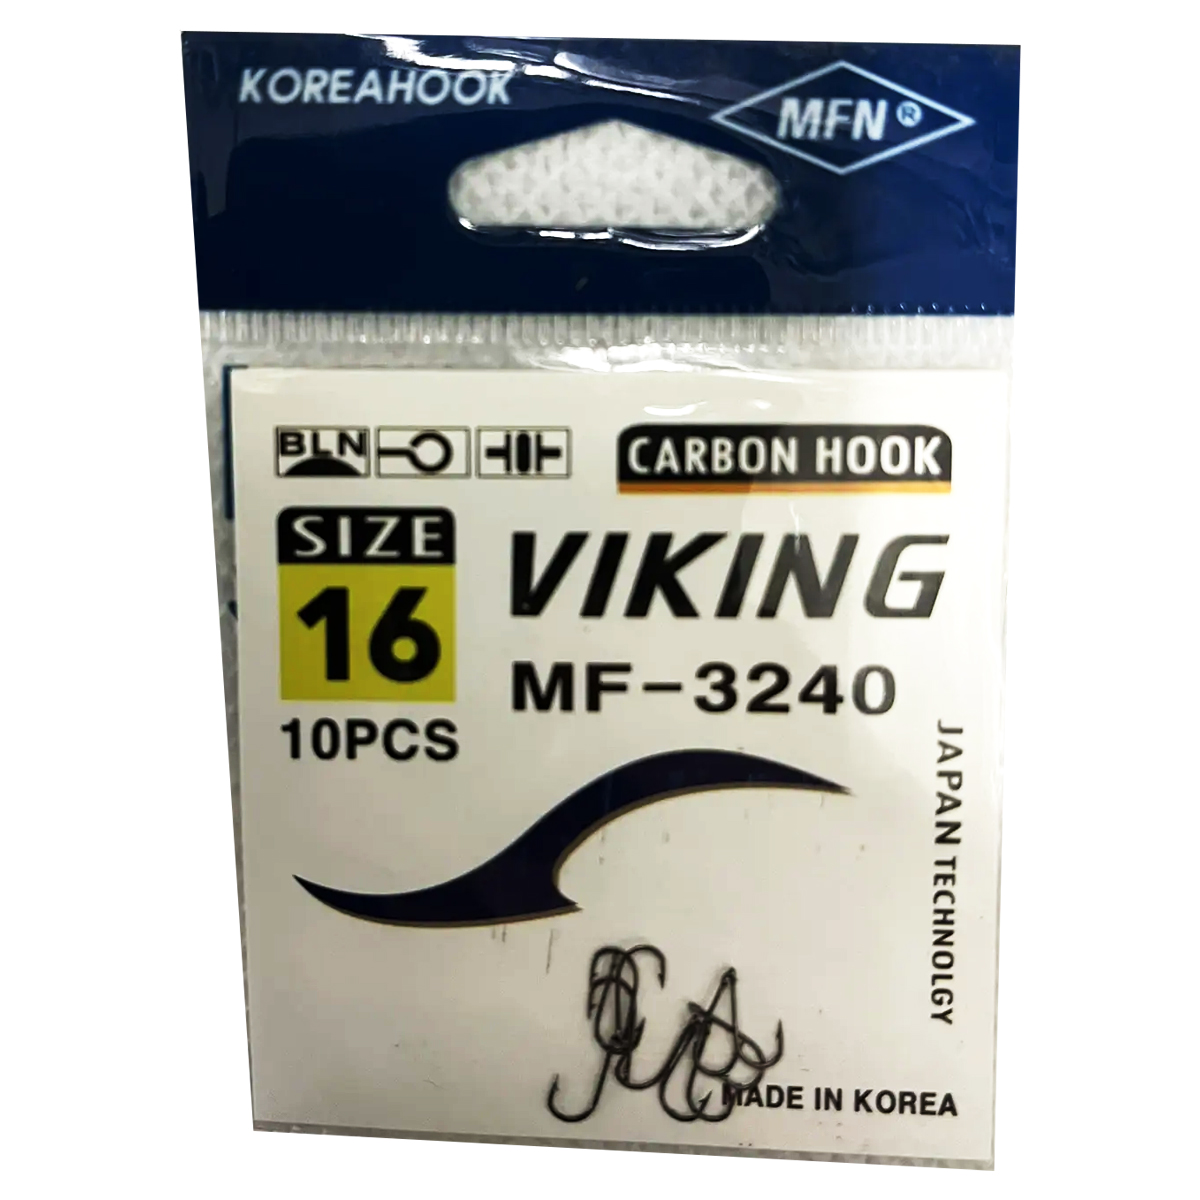 KOREAHOOK
MFN®
BLN
CARBON HOOK
SIZE
16
10PCS
VIKING
MF-3240
JAPAN TECHNOLGY
MADE IN KOREA